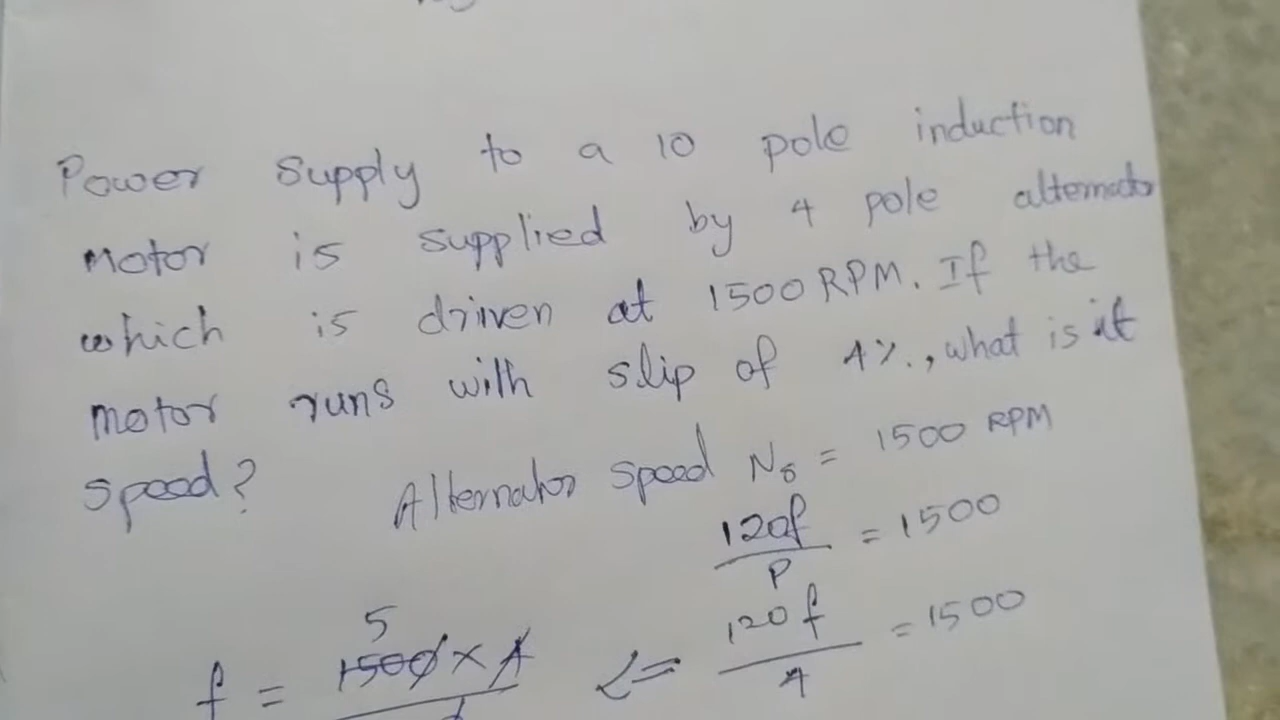 Power supply to a 10 pole induction
motor is supplied by 4 pole alternator
which is driven at 1500 RPM. If the
motor runs with slip of 4%, what is it
speed?
Alternator speed Ns = 1500 RPM
120f/P = 1500
120f/4 = 1500
5
f = 1500 × 4 <=